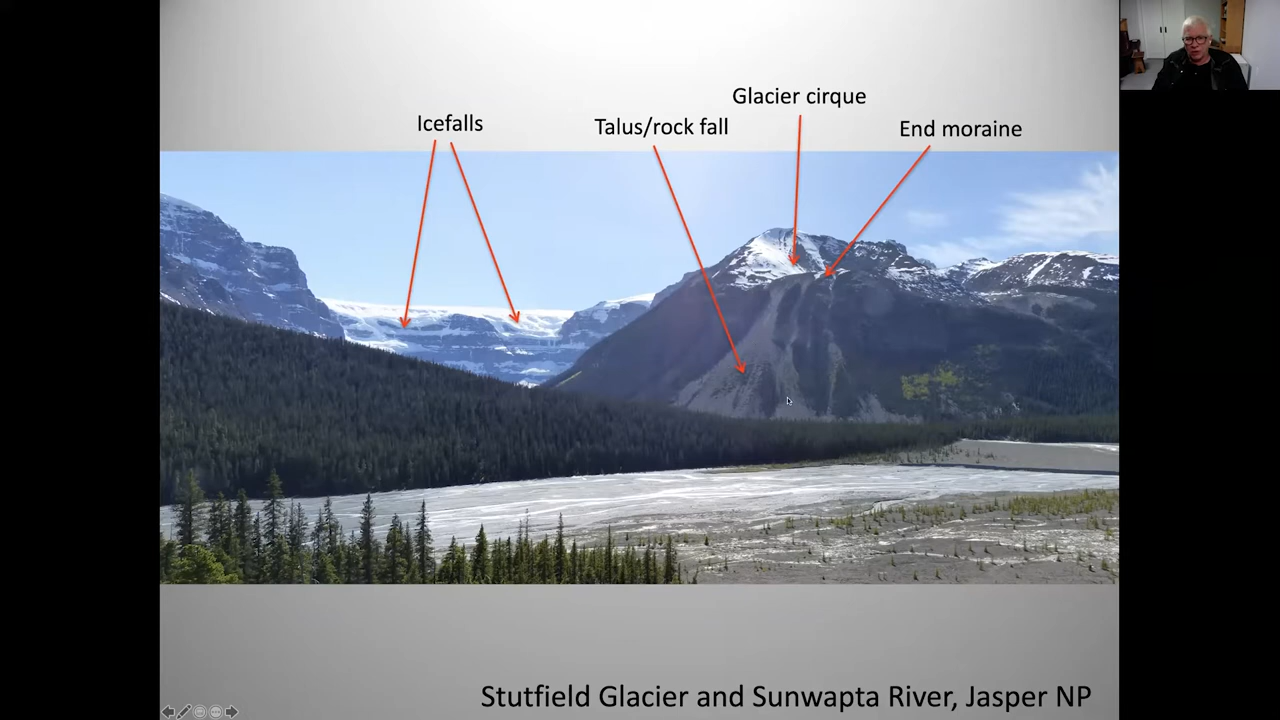 Glacier cirque
Icefalls
Talus/rock fall
End moraine
Stutfield Glacier and Sunwapta River, Jasper NP